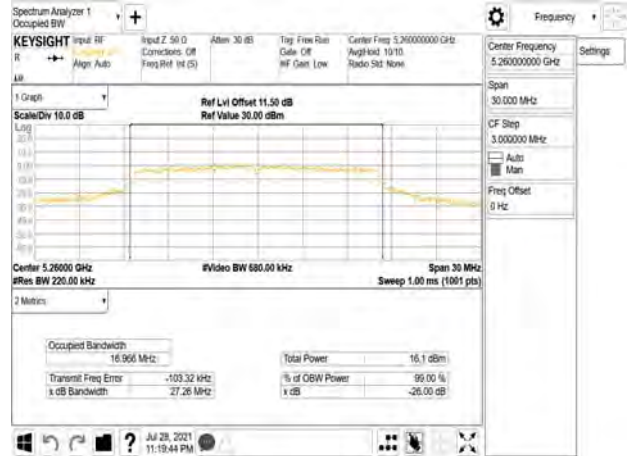 Spectrum Analyzer 1
Occupied BW
Frequency
KEYSIGHT
Input: RF
Input Z: 50 Ω
Atten: 30 dB
Trig: Free Run
Center Freq: 5.260000000 GHz
R
Corrections: Off
Gate: Off
Avg|Hold: 10/10
Align: Auto
Freq Ref: Int (S)
#IF Gain: Low
Radio Std: None
Center Frequency
5.260000000 GHz
Settings
Span
30.000 MHz
CF Step
3.000000 MHz
Auto
Man
Freq Offset
0 Hz
1 Graph
Ref Lvl Offset 11.50 dB
Scale/Div 10.0 dB
Ref Value 30.00 dBm
Log
Center 5.26000 GHz
#Video BW 680.00 kHz
Span 30 MHz
#Res BW 220.00 kHz
Sweep 1.00 ms (1001 pts)
2 Metrics
Occupied Bandwidth
16.966 MHz
Total Power
16.1 dBm
Transmit Freq Error
-103.32 kHz
% of OBW Power
99.00 %
x dB Bandwidth
27.26 MHz
x dB
-26.00 dB
?
Jul 28, 2021
11:19:44 PM